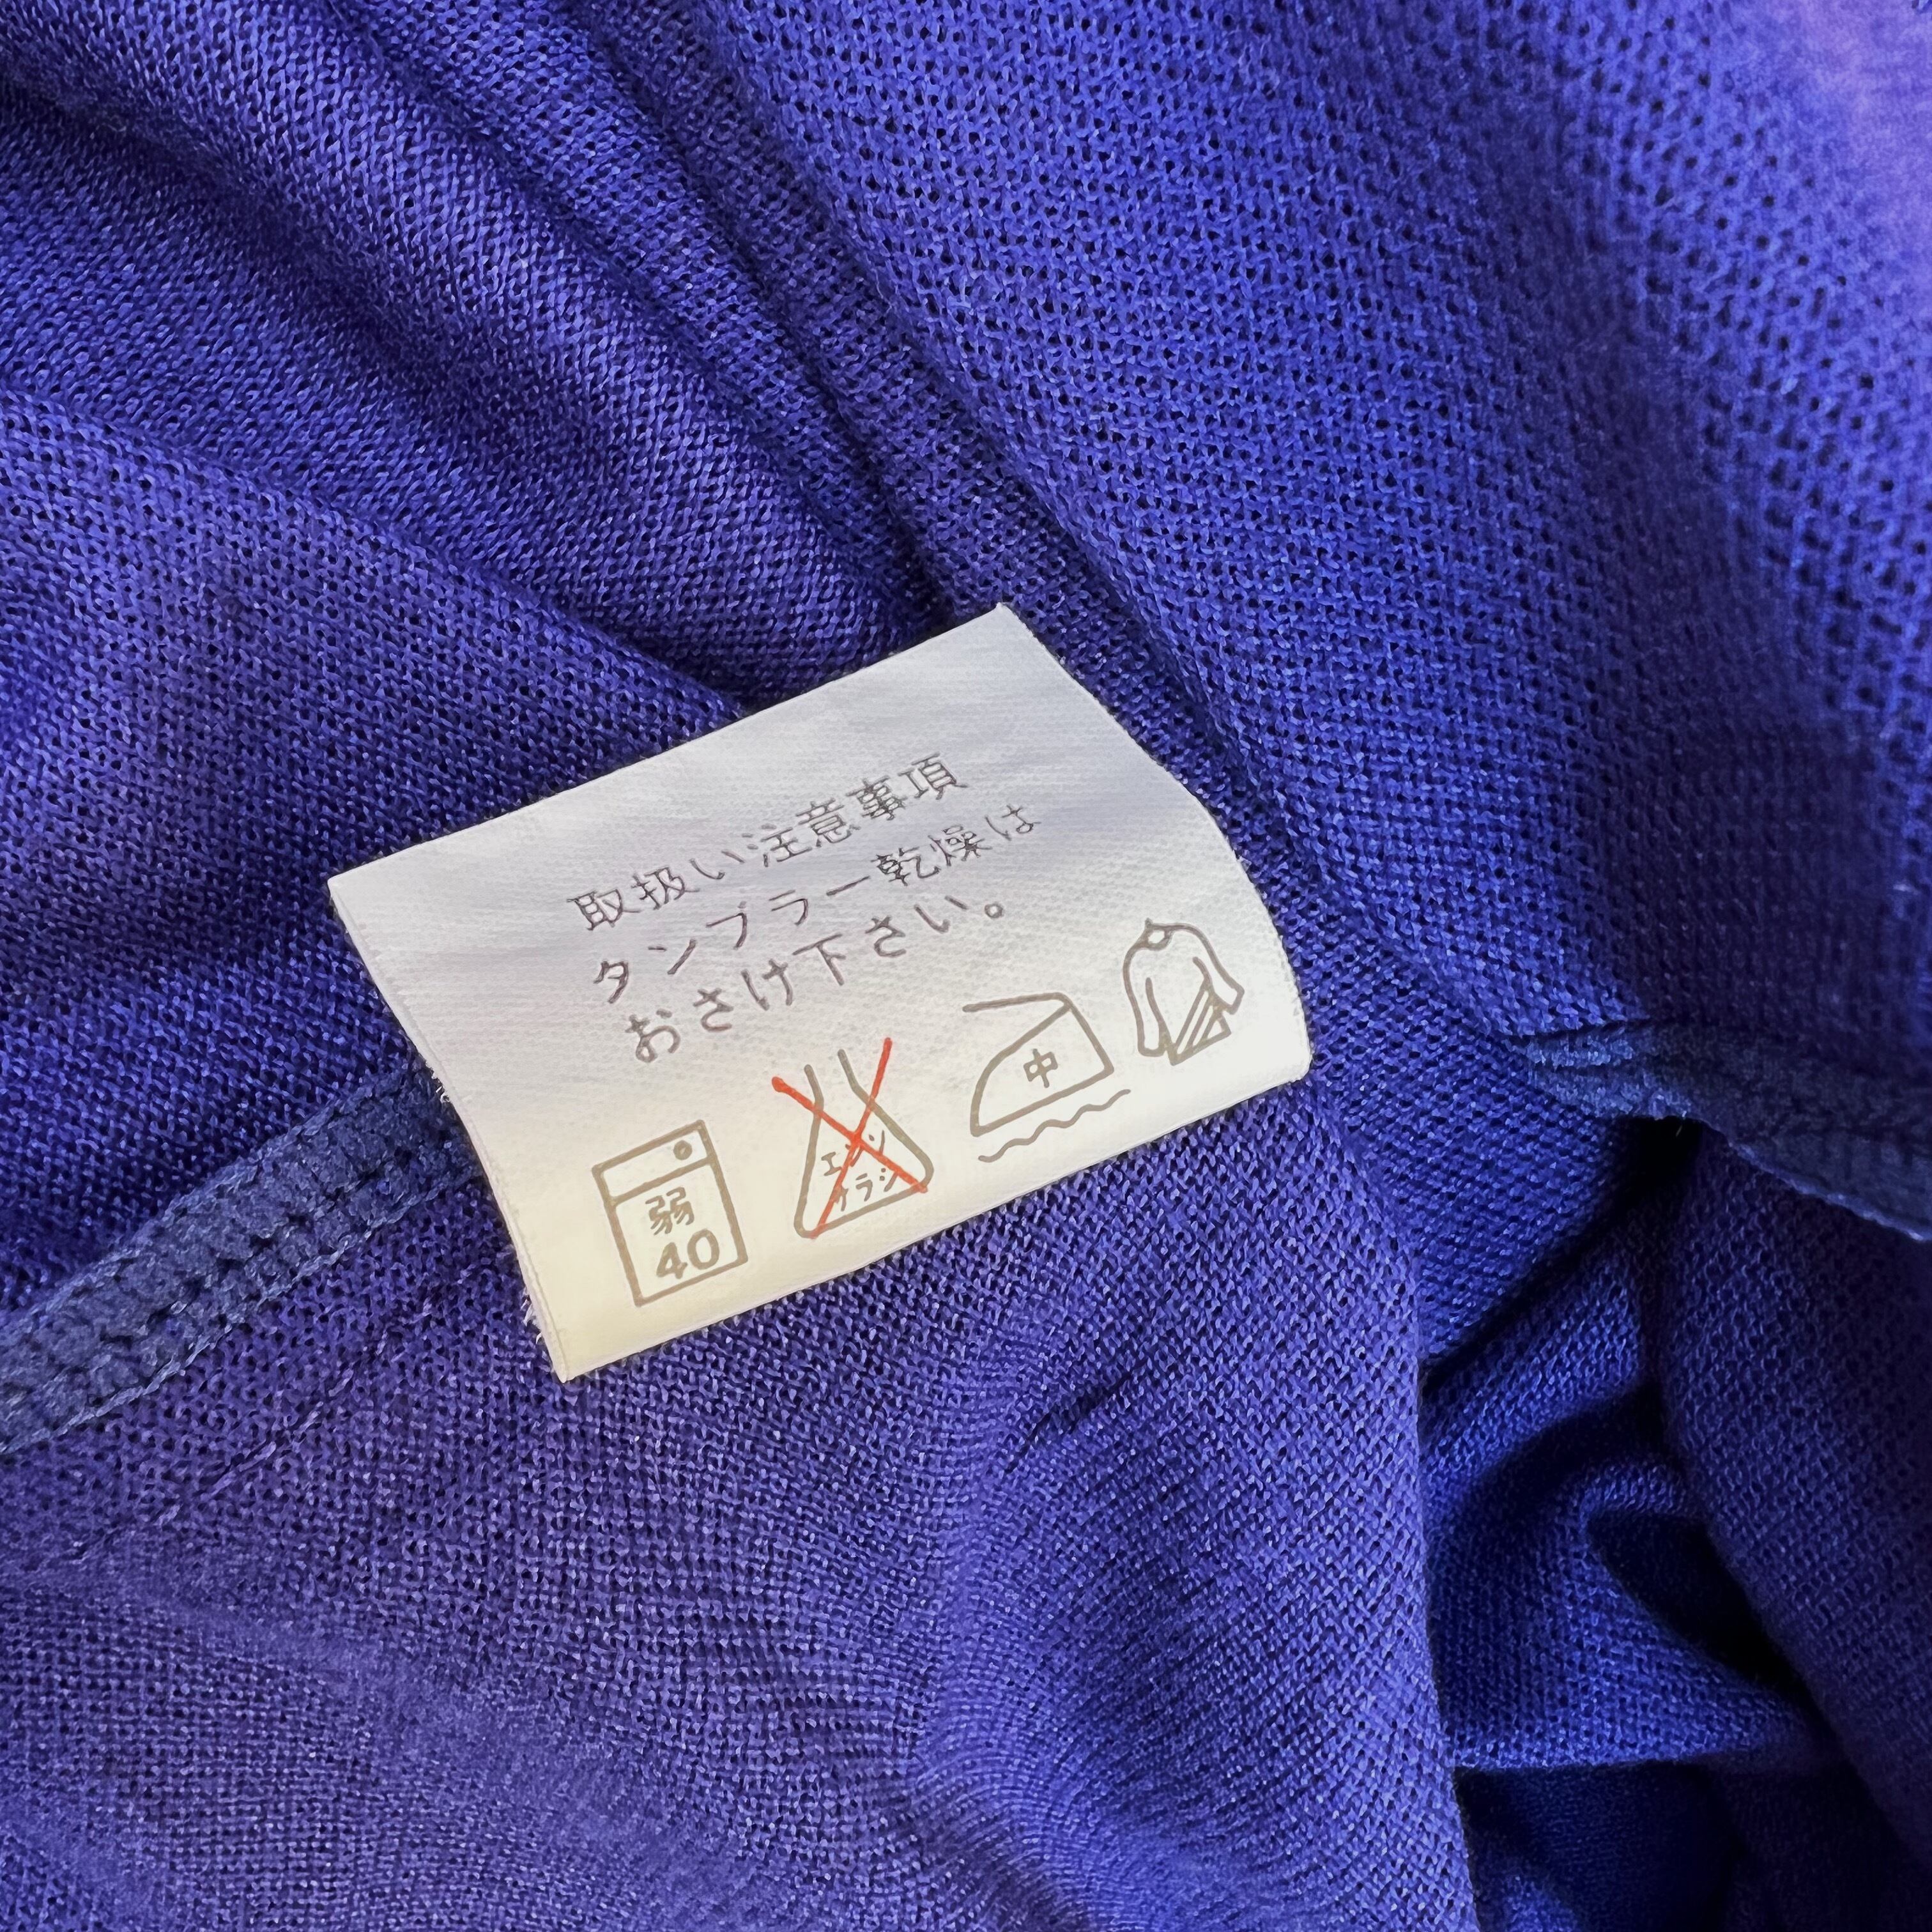 取扱い注意事項
タンブラー乾燥は
おさけ下さい。
弱
40
エンソ
サラシ
中